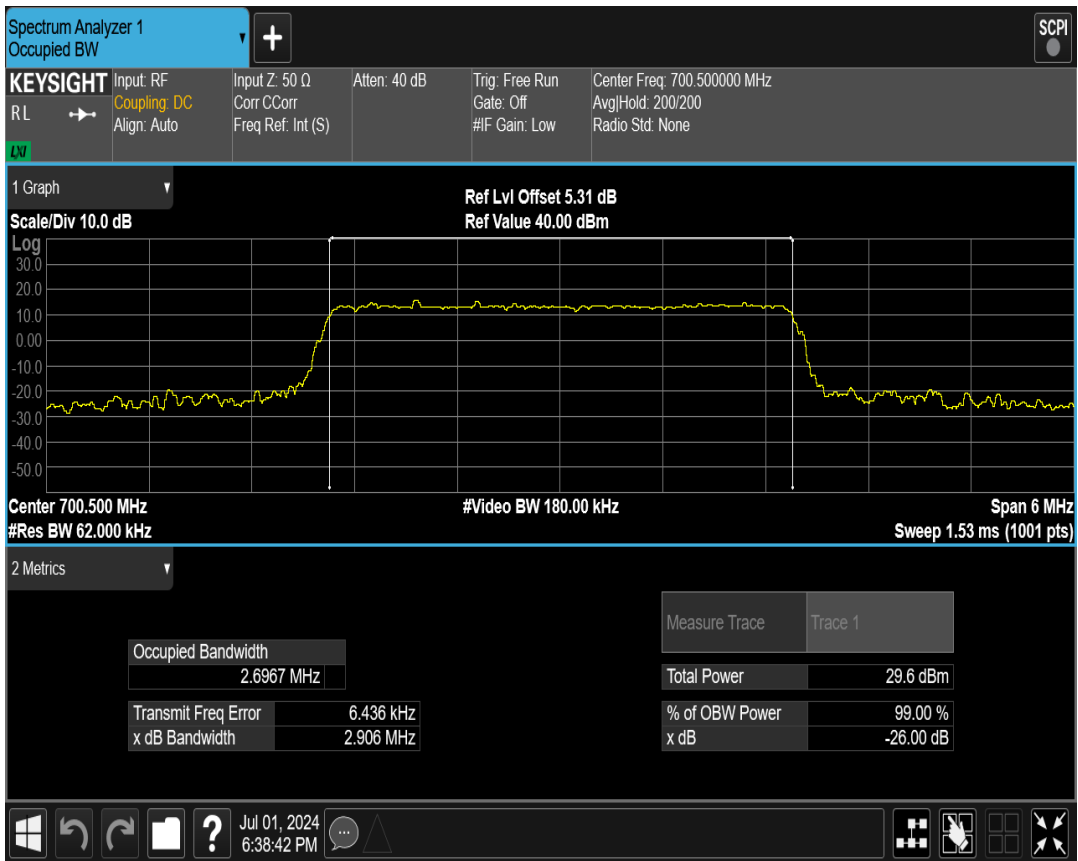 Spectrum Analyzer 1
Occupied BW
+
SCPI
KEYSIGHT
RL
LXI
Input: RF
Coupling: DC
Align: Auto
Input Z: 50 Ω
Corr CCorr
Freq Ref: Int (S)
Atten: 40 dB
Trig: Free Run
Gate: Off
#IF Gain: Low
Center Freq: 700.500000 MHz
Avg|Hold: 200/200
Radio Std: None
1 Graph
Ref Lvl Offset 5.31 dB
Scale/Div 10.0 dB
Ref Value 40.00 dBm
Log
30.0
20.0
10.0
0.00
-10.0
-20.0
-30.0
-40.0
-50.0
Center 700.500 MHz
#Video BW 180.00 kHz
Span 6 MHz
#Res BW 62.000 kHz
Sweep 1.53 ms (1001 pts)
2 Metrics
Measure Trace
Trace 1
Occupied Bandwidth
2.6967 MHz
Total Power
29.6 dBm
Transmit Freq Error
6.436 kHz
% of OBW Power
99.00 %
x dB Bandwidth
2.906 MHz
x dB
-26.00 dB
?
Jul 01, 2024
6:38:42 PM